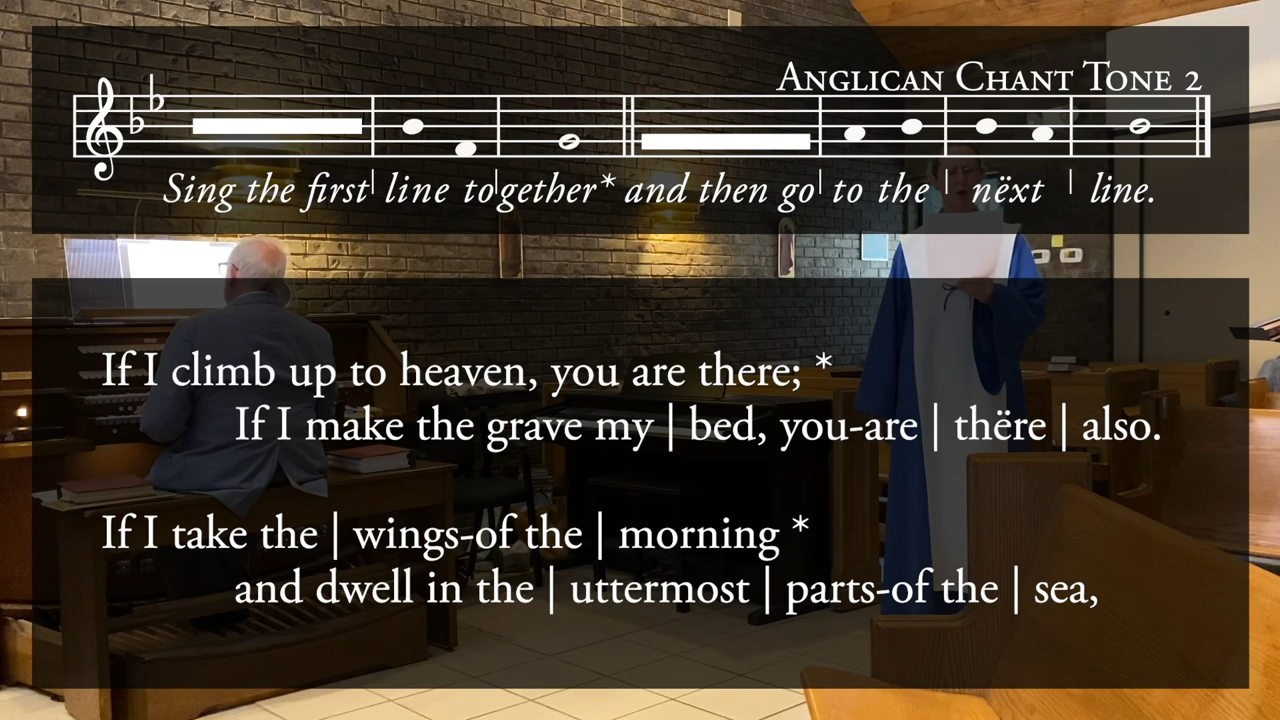 Anglican Chant Tone 2
Sing the first| line to|gether* and then go| to the | nëxt | line.
If I climb up to heaven, you are there; *
If I make the grave my | bed, you-are | thëre | also.
If I take the | wings-of the | morning *
and dwell in the | uttermost | parts-of the | sea,